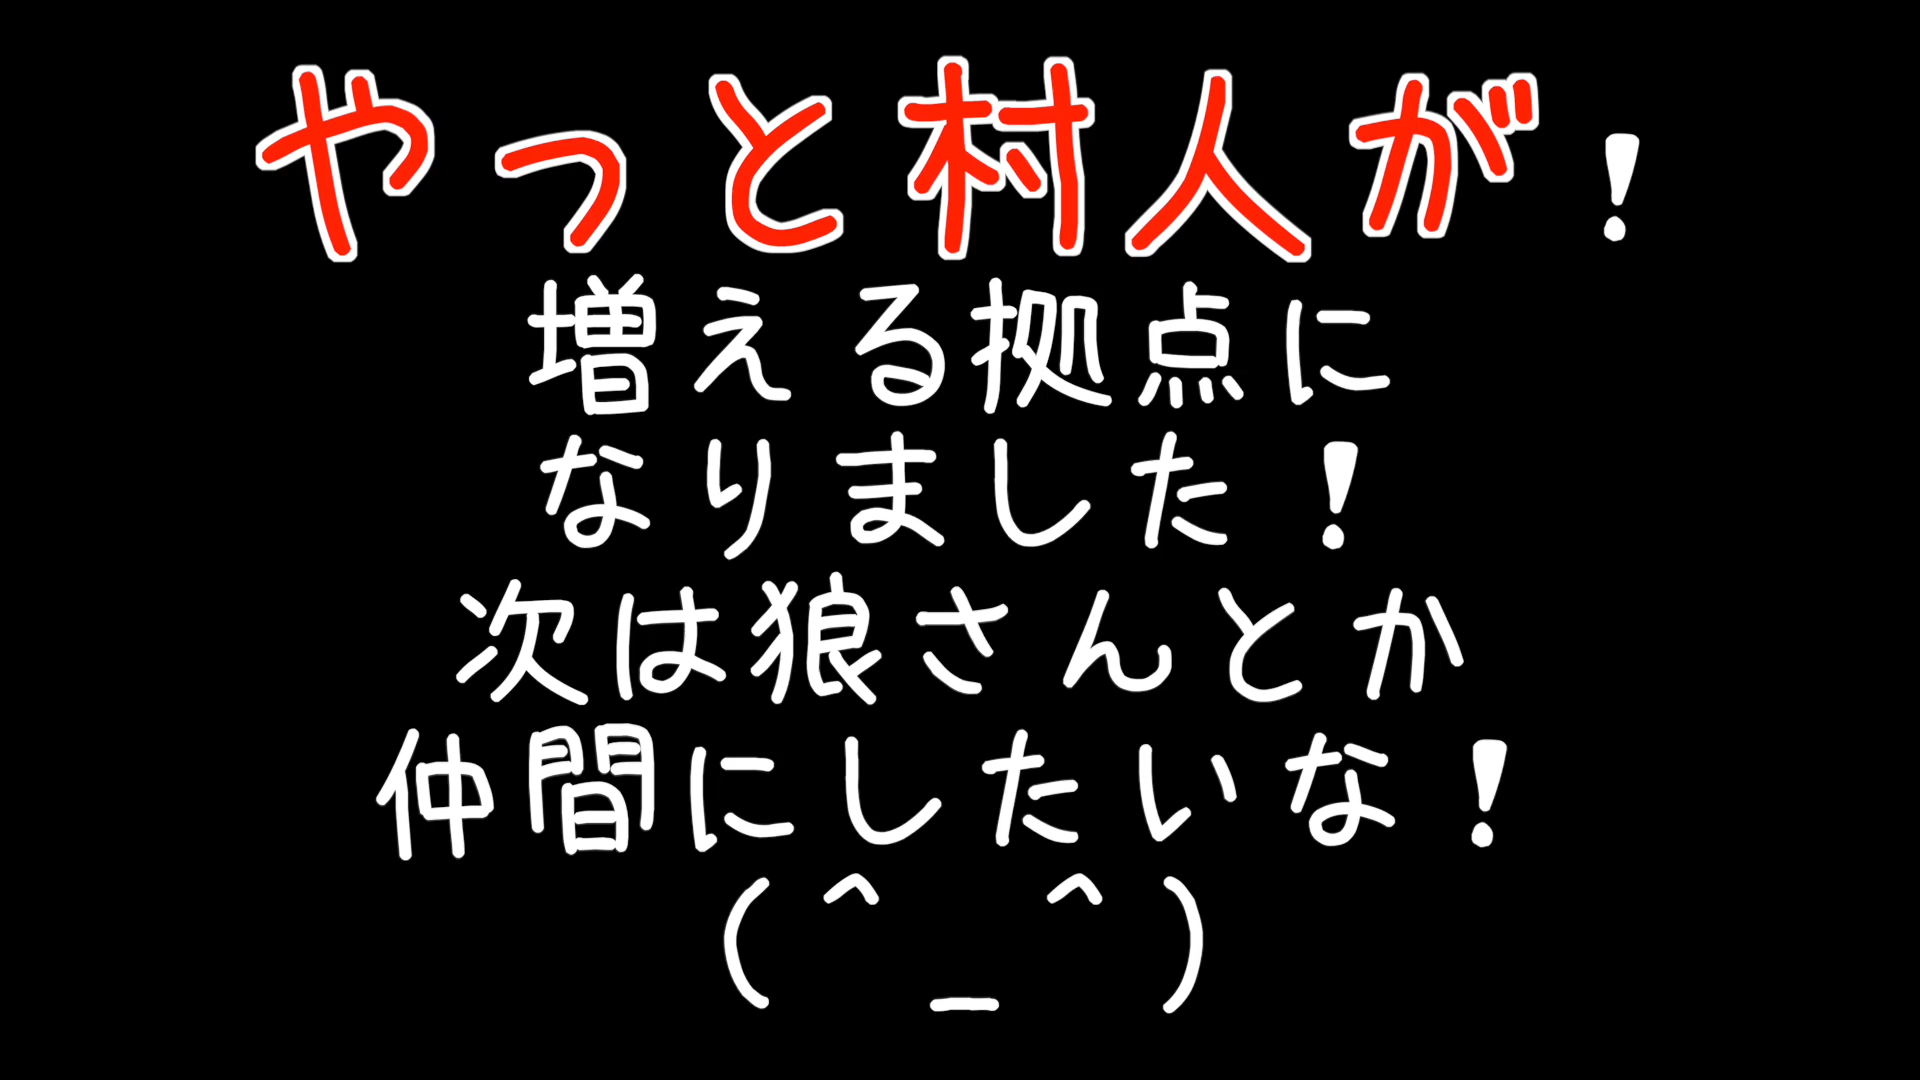 やっと村人が！
増える拠点に
なりました！
次は狼さんとか
仲間にしたいな！
(＾_＾)